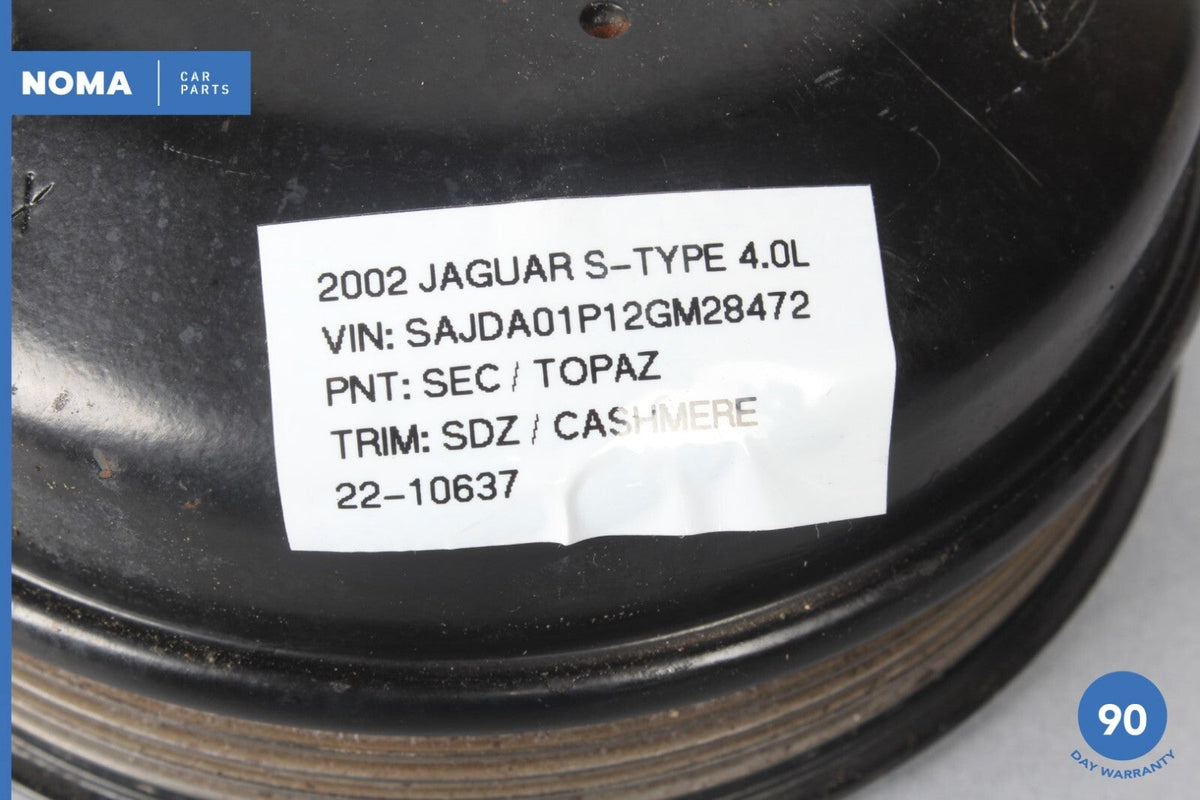 NOMA
CAR
PARTS
X
2002 JAGUAR S-TYPE 4.0L
VIN: SAJDA01P12GM28472
PNT: SEC / TOPAZ
TRIM: SDZ / CASHMERE
22-10637
90
DAY WARRANTY